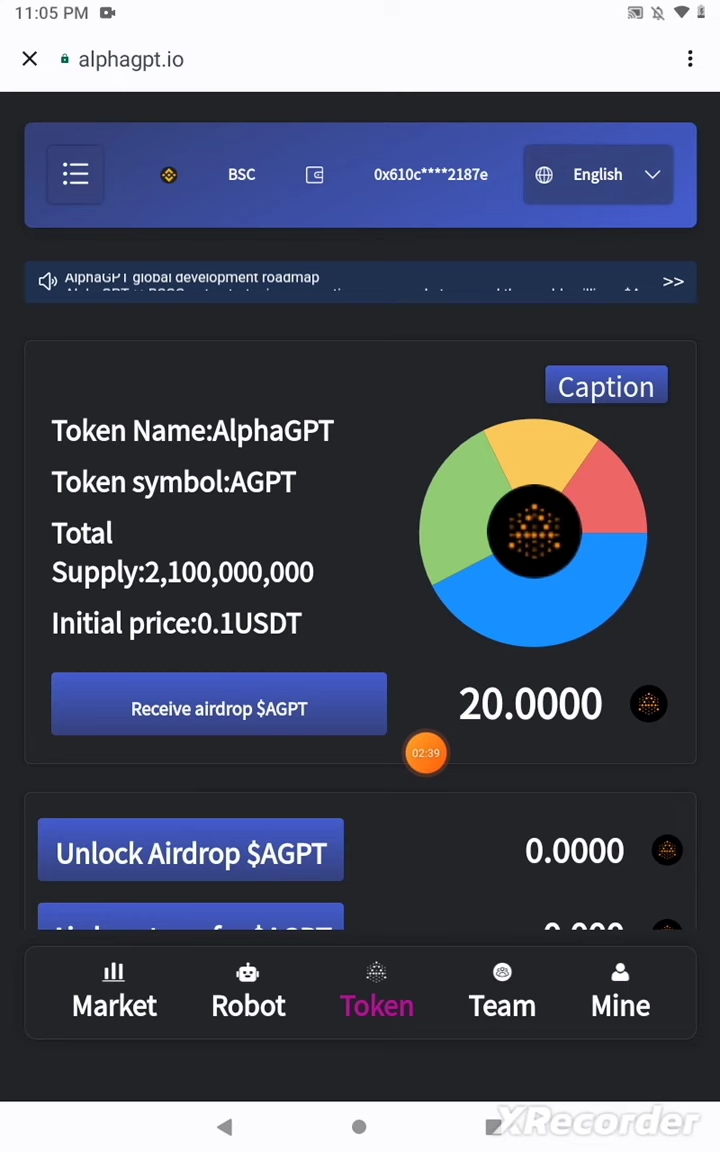 11:05 PM
alphagpt.io
BSC
0x610c****2187e
English
AlphaGPT global development roadmap
>>
Caption
Token Name:AlphaGPT
Token symbol:AGPT
Total
Supply:2,100,000,000
Initial price:0.1USDT
Receive airdrop $AGPT
20.0000
02:39
Unlock Airdrop $AGPT
0.0000
Market
Robot
Token
Team
Mine
XRecorder